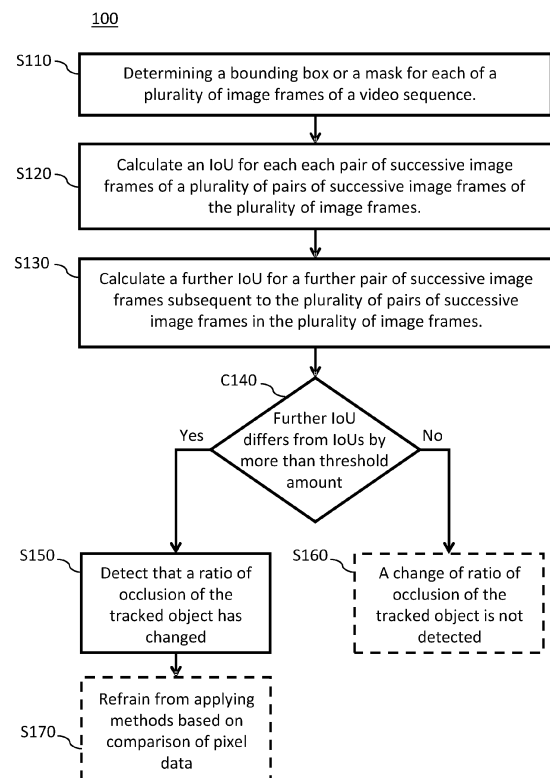 100
S110
Determining a bounding box or a mask for each of a
plurality of image frames of a video sequence.
S120
Calculate an IoU for each each pair of successive image
frames of a plurality of pairs of successive image frames of
the plurality of image frames.
S130
Calculate a further IoU for a further pair of successive image
frames subsequent to the plurality of pairs of successive
image frames in the plurality of image frames.
C140
Further IoU
differs from IoUs by
more than threshold
amount
Yes
No
S150
Detect that a ratio of
occlusion of the
tracked object has
changed
S160
A change of ratio of
occlusion of the
tracked object is not
detected
S170
Refrain from applying
methods based on
comparison of pixel
data